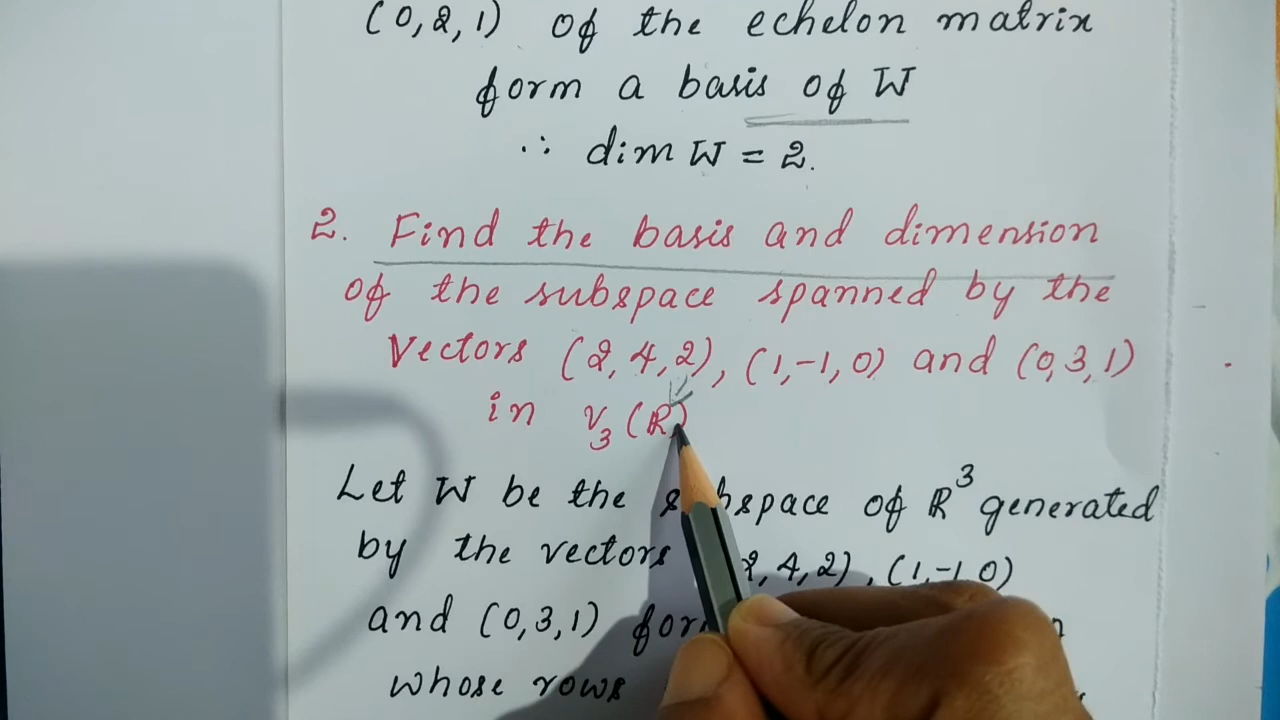 (0,2,1) of the echelon matrix
form a basis of W
∴ dim W = 2.
2. Find the basis and dimension
of the subspace spanned by the
Vectors (2,4,2), (1,-1,0) and (0,3,1)
in V₃(R)
Let W be the subspace of R³ generated
by the vectors 2,4,2), (1,-1,0)
and (0,3,1)
whose rows